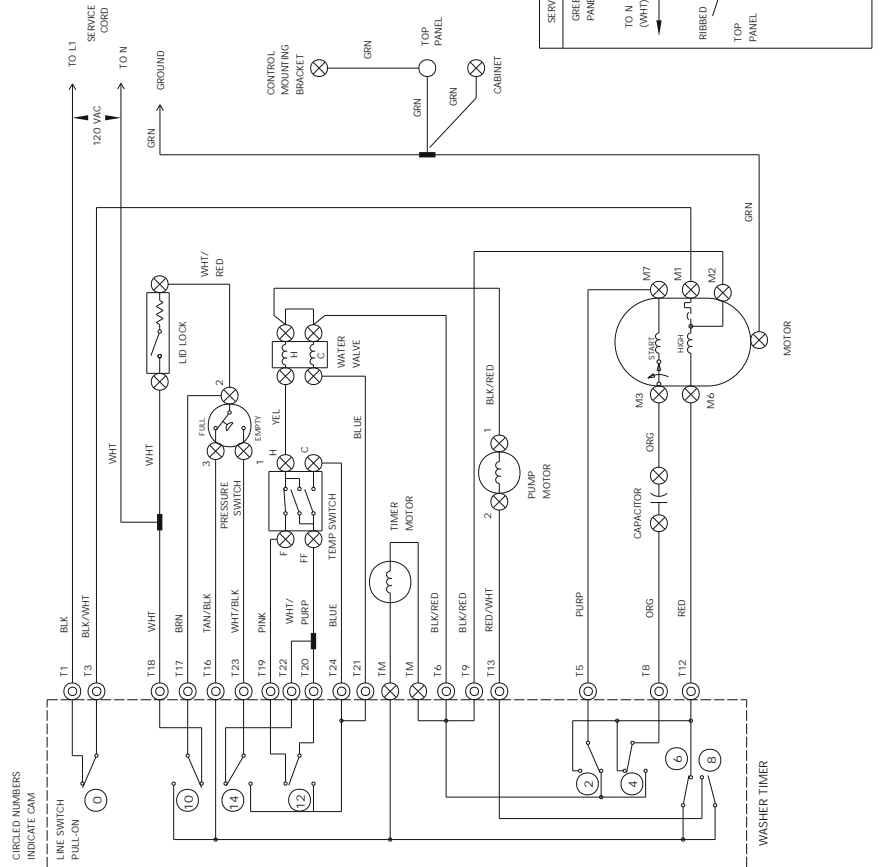 CIRCLED NUMBERS
INDICATE CAM
LINE SWITCH
PULL-ON
0
10
14
12
2
4
6
8
WASHER TIMER
T1
T3
T18
T17
T16
T23
T19
T22
T20
T24
T21
TM
TM
T6
T9
T13
T5
T8
T12
BLK
BLK/WHT
WHT
BRN
TAN/BLK
WHT/BLK
PINK
WHT/
PURP
BLUE
BLK/RED
BLK/RED
RED/WHT
PURP
ORG
RED
WHT
WHT
3
PRESSURE
SWITCH
1
2
FULL
EMPTY
LID LOCK
WHT/
RED
F
FF
H
C
TEMP SWITCH
YEL
BLUE
H
C
WATER
VALVE
TIMER
MOTOR
2
1
PUMP
MOTOR
BLK/RED
CAPACITOR
ORG
M3
M6
START
HIGH
M7
M1
M2
MOTOR
GRN
TO L1
SERVICE
CORD
TO N
120 VAC
GROUND
GRN
CONTROL
MOUNTING
BRACKET
GRN
TOP
PANEL
GRN
GRN
CABINET
SERV
GREE
PANE
TO N
(WHT)
RIBBED
TOP
PANEL